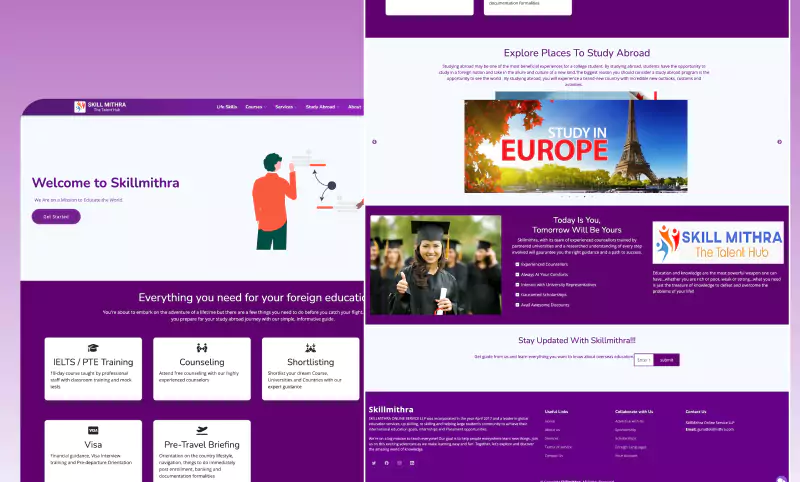 SKILL MITHRA
The Talent Hub
Life Skills Courses Services Study Abroad About
Welcome to Skillmithra
We Are on a Mission to Educate the World.
Get Started
Everything you need for your foreign educatio
You're about to embark on the adventure of a lifetime but there are a few things you need to do before you catch your flight.
you prepare for your study abroad journey with our simple, informative guide.
IELTS / PTE Training
10-day course taught by professional
staff with classroom training and mock-
tests
Counseling
Attend free counseling with our highly
experienced counselors
Shortlisting
Shortlist your dream Course,
Universities and Countries with our
expert guidance
Visa
Financial guidance, Visa Interview
training and Pre-departure Orientation
Pre-Travel Briefing
Orientation on the country lifestyle,
navigation, things to do immediately
post enrolment, banking and
documentation formalities
documentation formalities
Explore Places To Study Abroad
Studying abroad may be one of the most beneficial experiences for a college student. By studying abroad, students have the opportunity to
study in a foreign nation and take in the allure and culture of a new land. The biggest reason you should consider a study abroad program is the
opportunity to see the world. By studying abroad, you will experience a brand-new country with incredible new outlooks, customs and
activities.
STUDY IN
EUROPE
Today Is You,
Tomorrow Will Be Yours
Skillmithra, with its team of experienced counsellors trained by
partnered universities and a researched understanding of every step
involved will guarantee you the right guidance and a path to success.
Experienced Counsellors
Always At Your Comforts
Interact with University Representatives
Guaranteed Scholarships
Avail Awesome Discounts
SKILL MITHRA
The Talent Hub
Education and knowledge are the most powerful weapon one can
have...whether you are rich or poor, weak or strong...what you need
is just the treasure of knowledge to defeat and overcome the
problems of your life!!
Stay Updated With Skillmithra!!!
Get guide from us and learn everything you want to know about overseas education
submit
Skillmithra
SKILLMITHRA ONLINE SERVICE LLP was incorporated in the year April 2017 and a leader in global
education services, up skilling, re skilling and helping large students community to achieve their
international education goals, internships and Placement opportunities.
We're on a big mission to teach everyone! Our goal is to help people everywhere learn new things. Join
us on this exciting adventure as we make learning easy and fun. Together, let's explore and discover
the amazing world of knowledge.
Useful Links
Home
About us
Services
Terms of service
Contact Us
Collaborate with Us
Advertise with Us
Sponsorship
Scholarships
Foreign Languages
Your account
Contact Us
Skillmithra Online Service LLP
Email: